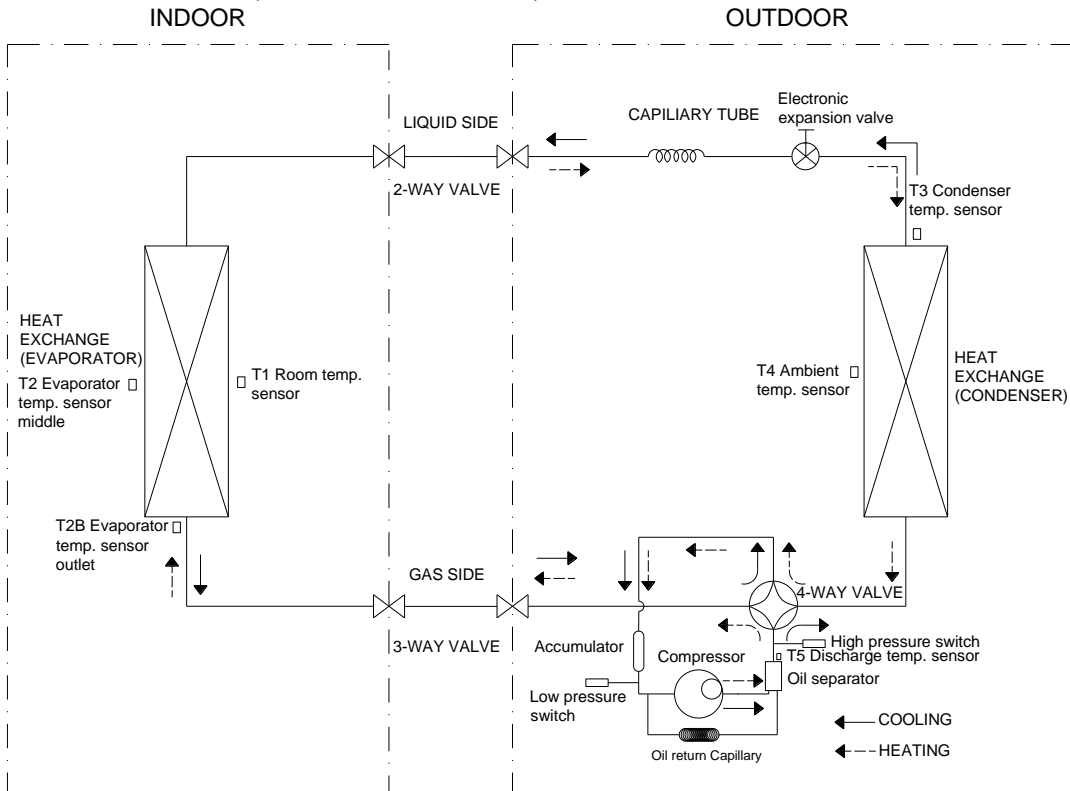 INDOOR
OUTDOOR
LIQUID SIDE
2-WAY VALVE
CAPILIARY TUBE
Electronic
expansion valve
T3 Condenser
temp. sensor
HEAT
EXCHANGE
(EVAPORATOR)
T2 Evaporator
temp. sensor
middle
T1 Room temp.
sensor
T4 Ambient
temp. sensor
HEAT
EXCHANGE
(CONDENSER)
T2B Evaporator
temp. sensor
outlet
GAS SIDE
3-WAY VALVE
4-WAY VALVE
High pressure switch
T5 Discharge temp. sensor
Oil separator
Accumulator
Compressor
Low pressure
switch
Oil return Capillary
COOLING
HEATING